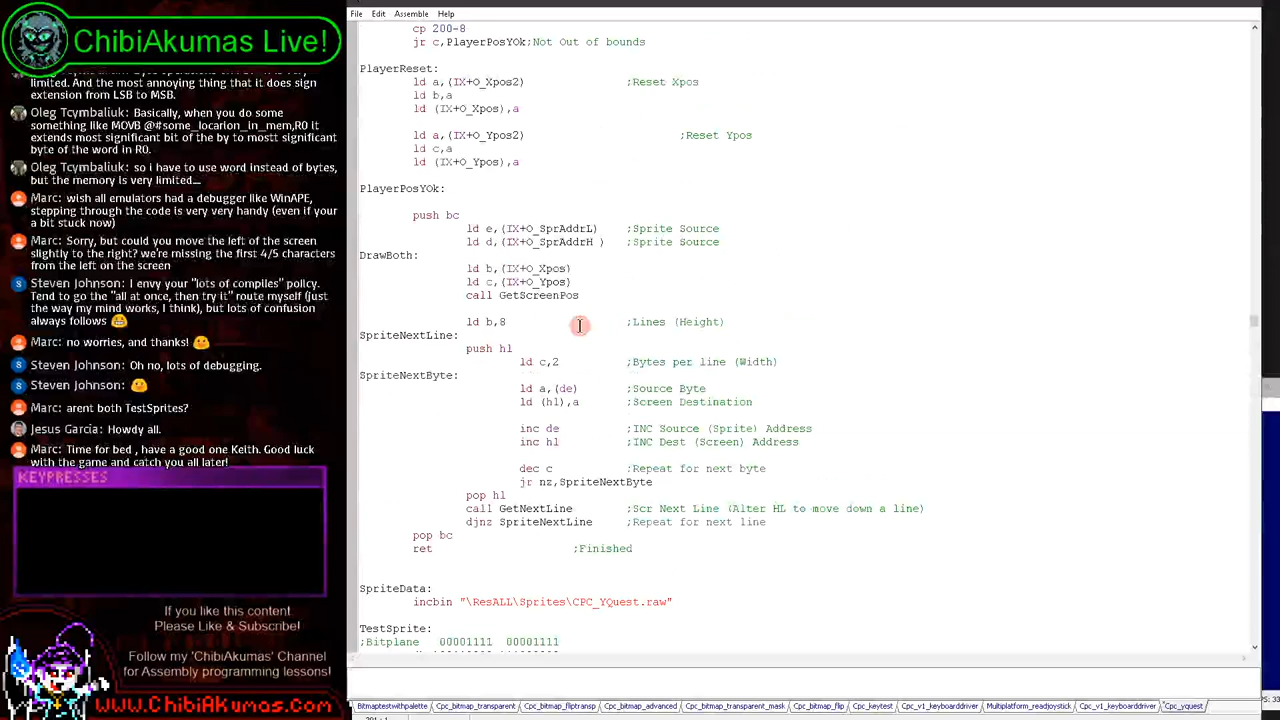 File Edit Assemble Help
ChibiAkumas Live!
limited. And the most annoying thing that it does sign
extension from LSB to MSB.
Oleg Tcymbaliuk: Basically, when you do some
something like MOVB @#some_locarion_in_mem,R0 it
extends most significant bit of the by to mostt significant
byte of the word in R0.
Oleg Tcymbaliuk: so i have to use word instead of bytes,
but the memory is very limited....
Marc: wish all emulators had a debugger like WinAPE,
stepping through the code is very very handy (even if your
a bit stuck now)
Marc: Sorry, but could you move the left of the screen
slightly to the right? we're missing the first 4/5 characters
from the left on the screen
Steven Johnson: I envy your "lots of compiles" policy.
Tend to go the "all at once, then try it" route myself (just
the way my mind works, I think), but lots of confusion
always follows
Marc: no worries, and thanks!
Steven Johnson: Oh no, lots of debugging.
Steven Johnson:
Marc: arent both TestSprites?
Jesus Garcia: Howdy all.
Marc: Time for bed , have a good one Keith. Good luck
with the game and catch you all later!
KEYPRESSES
If you like this content
Please Like & Subscribe!
Follow my 'ChibiAkumas' Channel
for Assembly programming lessons!
www.ChibiAkumas.com
cp 200-8
jr c,PlayerPosYOk;Not Out of bounds
PlayerReset:
ld a,(IX+O_Xpos2) ;Reset Xpos
ld b,a
ld (IX+O_Xpos),a
ld a,(IX+O_Ypos2) ;Reset Ypos
ld c,a
ld (IX+O_Ypos),a
PlayerPosYOk:
push bc
ld e,(IX+O_SprAddrL) ;Sprite Source
ld d,(IX+O_SprAddrH ) ;Sprite Source
DrawBoth:
ld b,(IX+O_Xpos)
ld c,(IX+O_Ypos)
call GetScreenPos
ld b,8 ;Lines (Height)
SpriteNextLine:
push hl
ld c,2 ;Bytes per line (Width)
SpriteNextByte:
ld a,(de) ;Source Byte
ld (hl),a ;Screen Destination
inc de ;INC Source (Sprite) Address
inc hl ;INC Dest (Screen) Address
dec c ;Repeat for next byte
jr nz,SpriteNextByte
pop hl
call GetNextLine ;Scr Next Line (Alter HL to move down a line)
djnz SpriteNextLine ;Repeat for next line
pop bc
ret ;Finished
SpriteData:
incbin "\ResALL\Sprites\CPC_YQuest.raw"
TestSprite:
;Bitplane 00001111 00001111
Bitmaptestwithpalette Cpc_bitmap_transparent Cpc_bitmap_fliptransp Cpc_bitmap_advanced Cpc_bitmap_transparent_mask Cpc_bitmap_flip Cpc_keytest Cpc_v1_keyboarddriver Multiplatform_readjoystick Cpc_v1_keyboarddriver Cpc_yquest